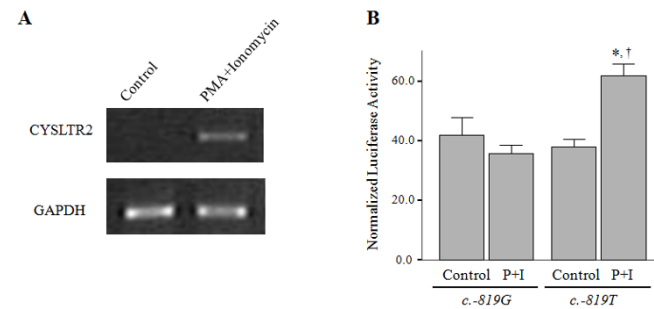 A
Control
PMA+Ionomycin
CYSLTR2
GAPDH
B
Normalized Luciferase Activity
60.0
40.0
20.0
0.0
*, †
Control P+I Control P+I
c.-819G c.-819T